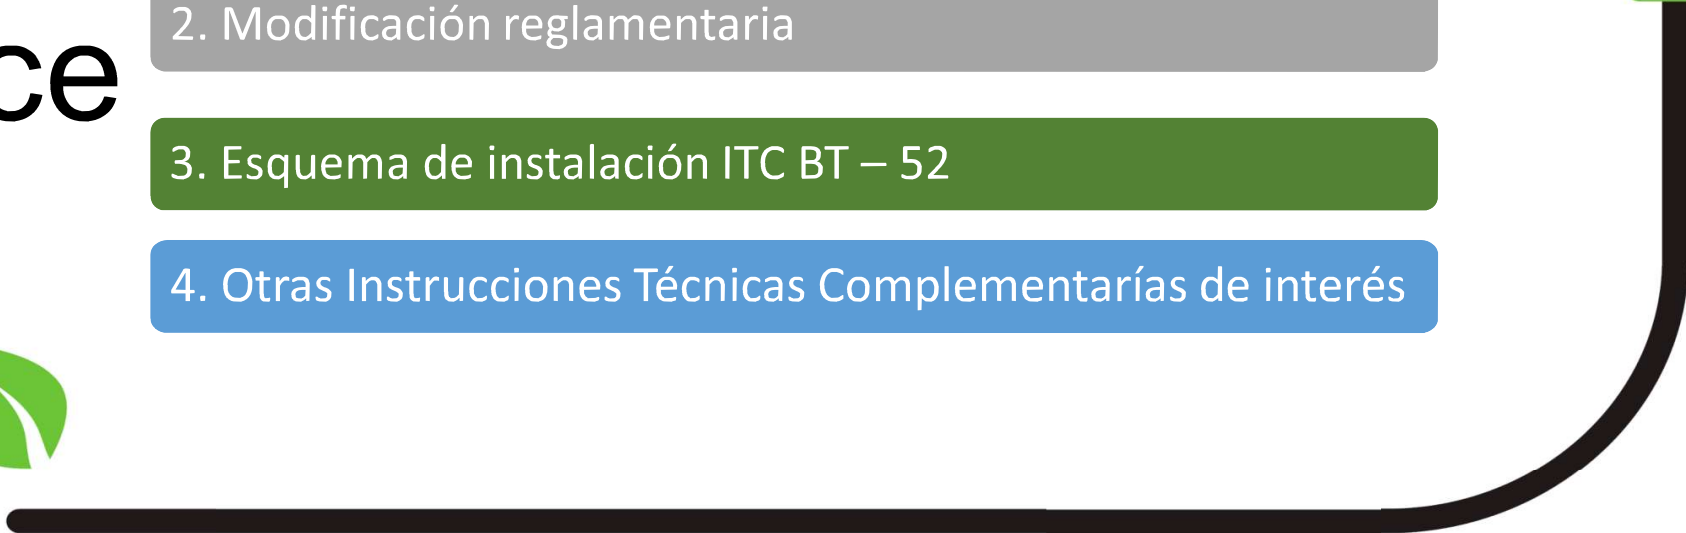 2. Modificación reglamentaria
ce
3. Esquema de instalación ITC BT – 52
4. Otras Instrucciones Técnicas Complementarías de interés